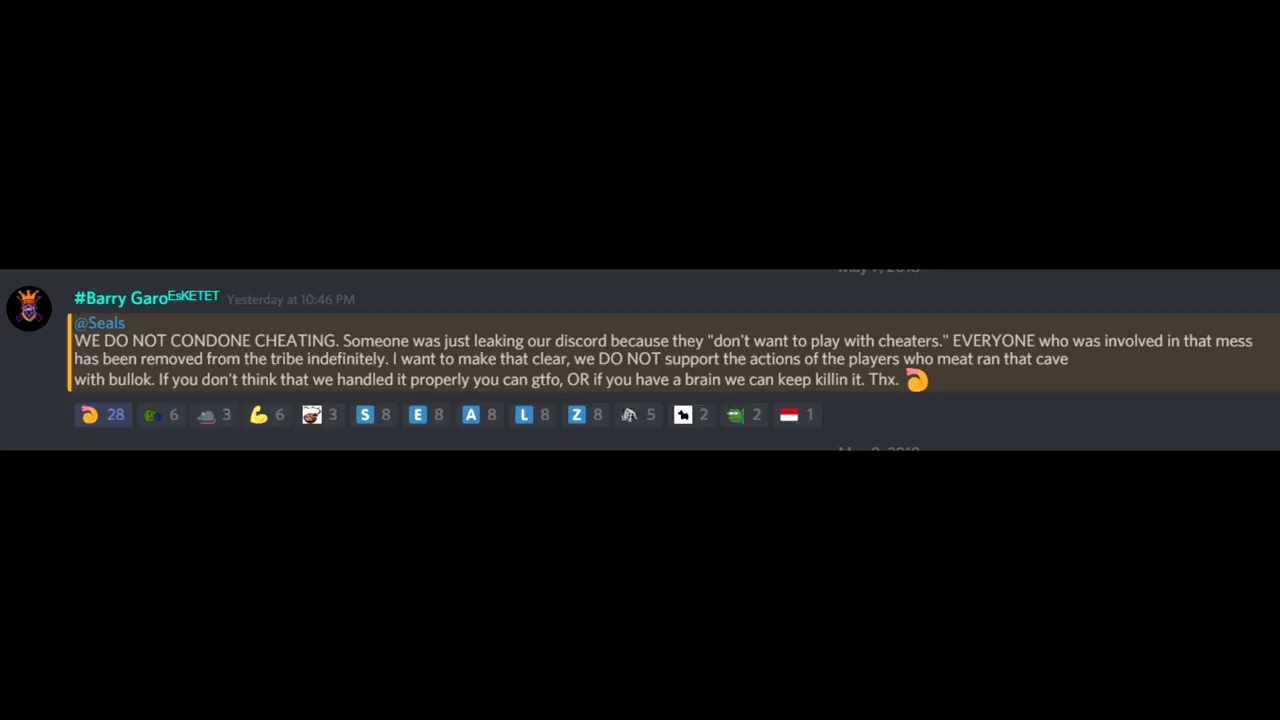 #Barry Garo EsKETET Yesterday at 10:46 PM
@Seals
WE DO NOT CONDONE CHEATING. Someone was just leaking our discord because they "don't want to play with cheaters." EVERYONE who was involved in that mess
has been removed from the tribe indefinitely. I want to make that clear, we DO NOT support the actions of the players who meat ran that cave
with bullok. If you don't think that we handled it properly you can gtfo, OR if you have a brain we can keep killin it. Thx.
28 6 3 6 3 S 8 E 8 A 8 L 8 Z 8 5 2 2 1